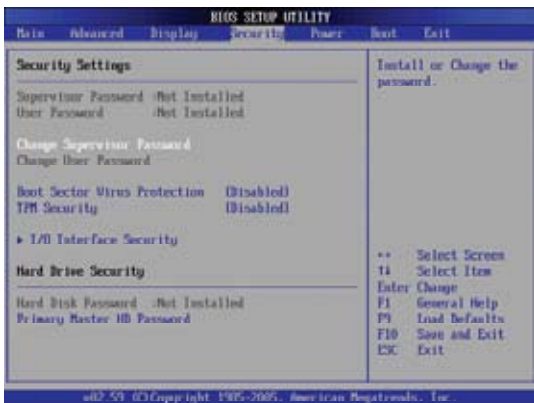 BIOS SETUP UTILITY
Main Advanced Display Security Power Boot Exit
Security Settings
Supervisor Password :Not Installed
User Password :Not Installed
Change Supervisor Password
Change User Password
Boot Sector Virus Protection [Disabled]
TPM Security [Disabled]
▸ I/O Interface Security
Hard Drive Security
Hard Disk Password :Not Installed
Primary Master HD Password
Install or Change the
password.
↔ Select Screen
↑↓ Select Item
Enter Change
F1 General Help
F9 Load Defaults
F10 Save and Exit
ESC Exit
v02.59 (C)Copyright 1985-2005, American Megatrends, Inc.